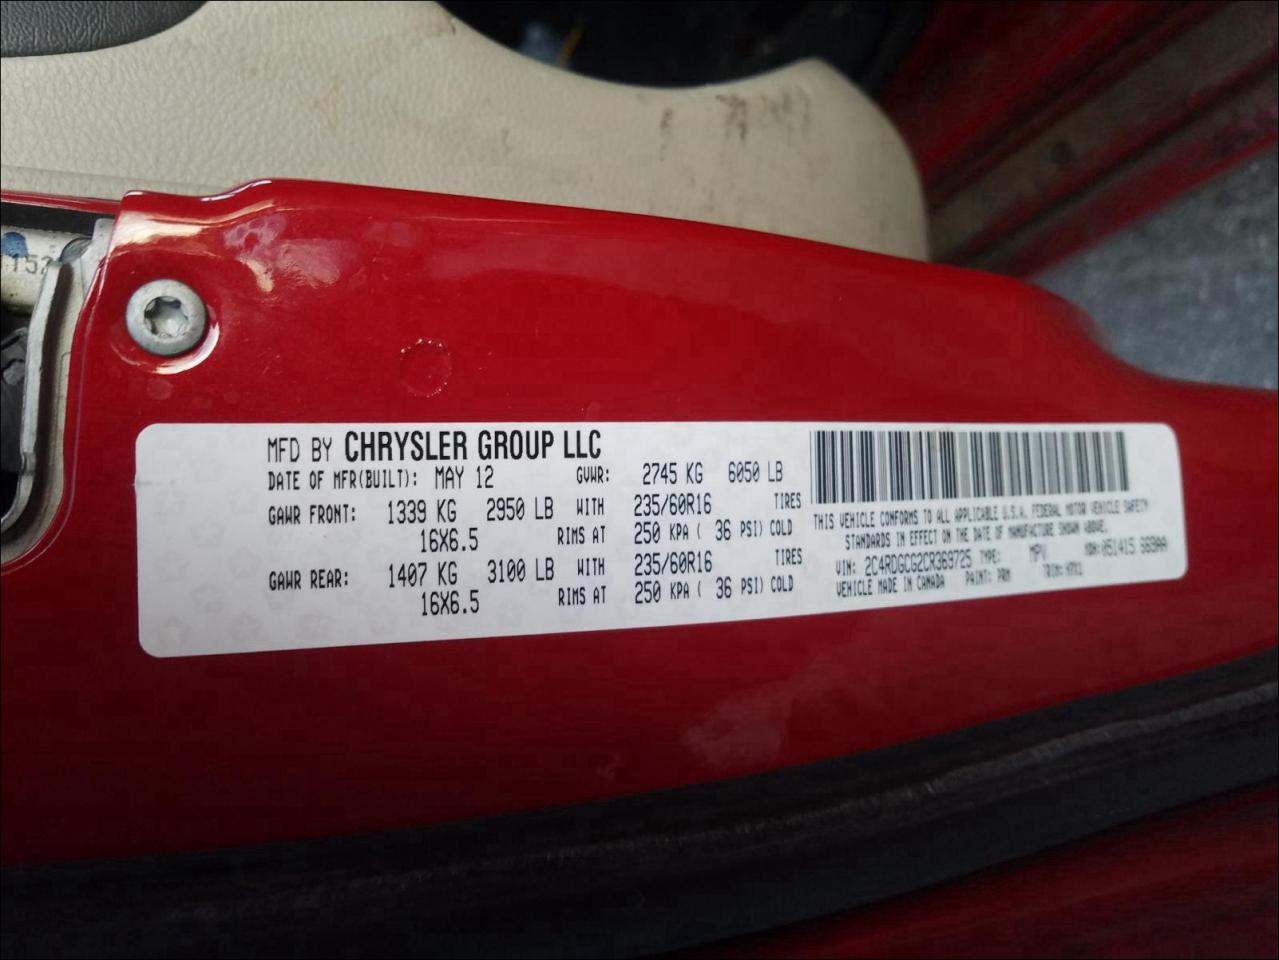 MFD BY CHRYSLER GROUP LLC
DATE OF MFR(BUILT): MAY 12 GVWR: 2745 KG 6050 LB
GAWR FRONT: 1339 KG 2950 LB WITH 235/60R16 TIRES
16X6.5 RIMS AT 250 KPA ( 36 PSI) COLD
GAWR REAR: 1407 KG 3100 LB WITH 235/60R16 TIRES
16X6.5 RIMS AT 250 KPA ( 36 PSI) COLD
THIS VEHICLE CONFORMS TO ALL APPLICABLE U.S.A. FEDERAL MOTOR VEHICLE SAFETY
STANDARDS IN EFFECT ON THE DATE OF MANUFACTURE SHOWN ABOVE.
VIN: 2C4RDGCG2CR369725 TYPE: MPV MDH: 051415
VEHICLE MADE IN CANADA PAINT: PRM TRIM:
152